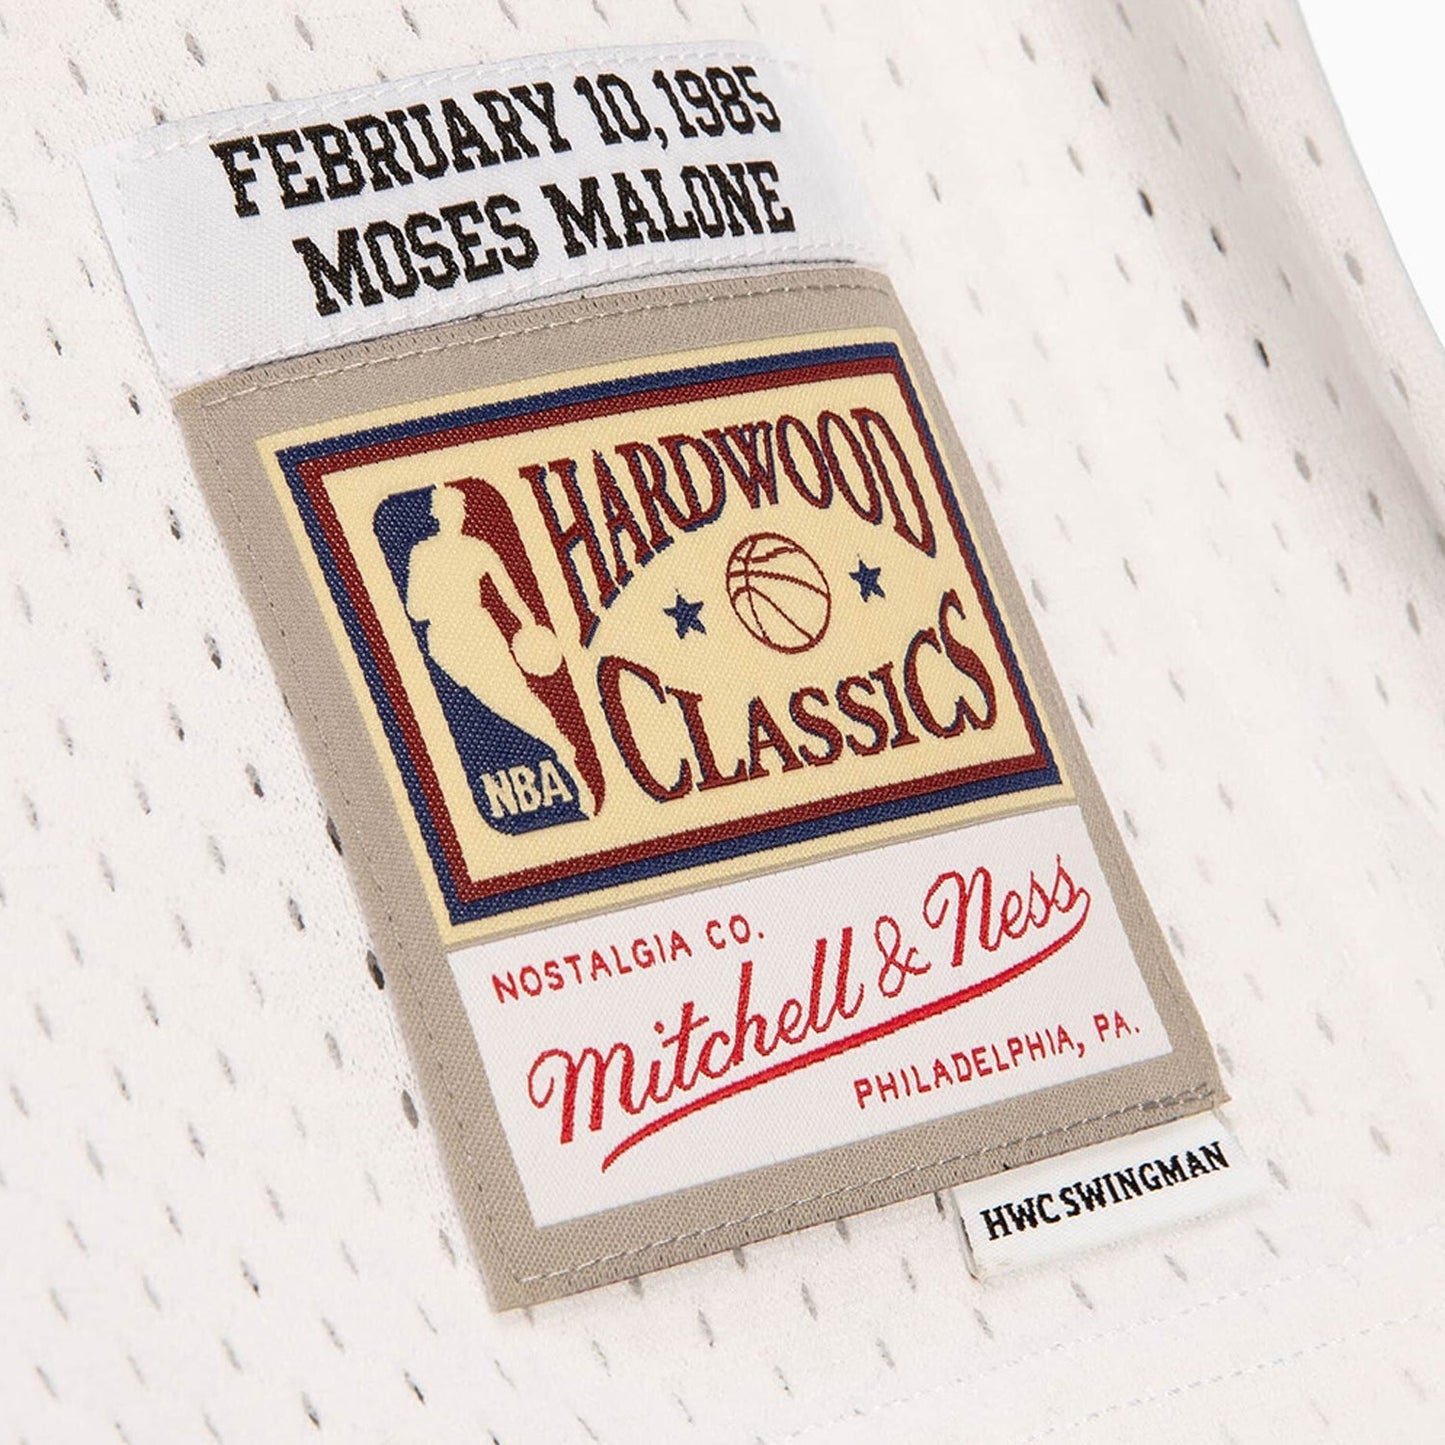 FEBRUARY 10, 1985
MOSES MALONE
HARDWOOD
CLASSICS
NBA
NOSTALGIA CO.
Mitchell & Ness
PHILADELPHIA, PA.
HWC SWINGMAN